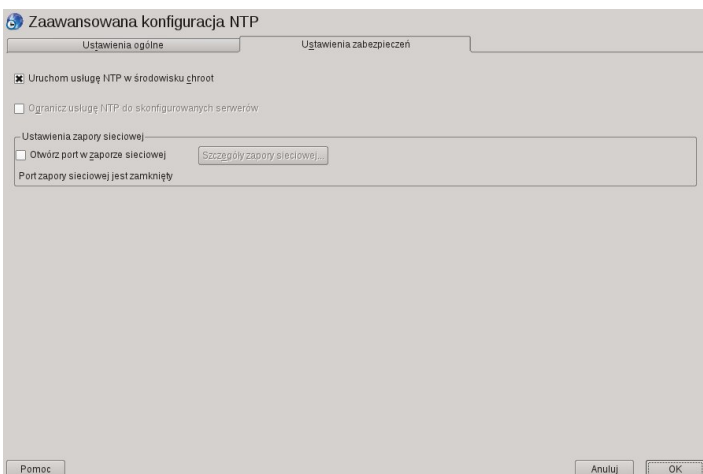 Zaawansowana konfiguracja NTP
Ustawienia ogólne
Ustawienia zabezpieczeń
Uruchom usługę NTP w środowisku chroot
Ogranicz usługę NTP do skonfigurowanych serwerów
Ustawienia zapory sieciowej
Otwórz port w zaporze sieciowej
Szczegóły zapory sieciowej...
Port zapory sieciowej jest zamknięty
Pomoc
Anuluj
OK